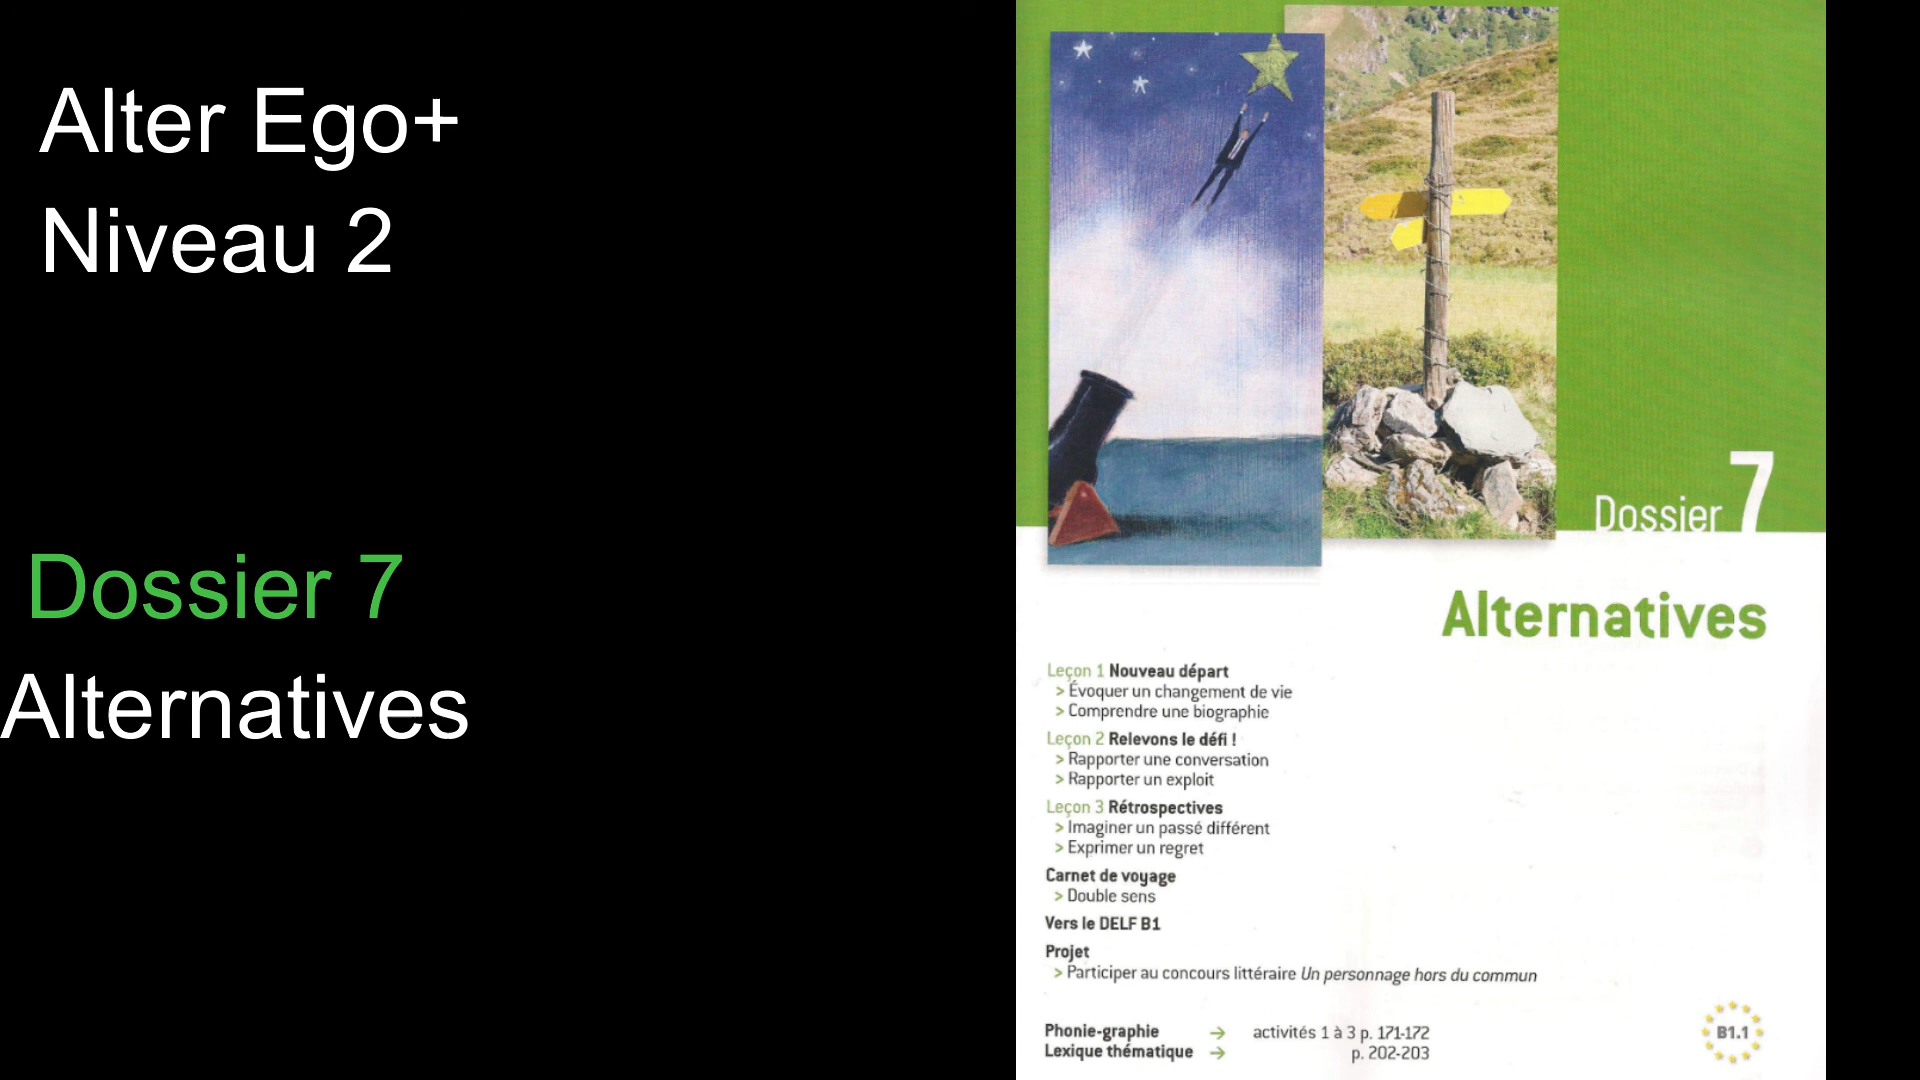 Alter Ego+
Niveau 2
Dossier 7
Alternatives
Dossier 7
Alternatives
Leçon 1 Nouveau départ
> Évoquer un changement de vie
> Comprendre une biographie
Leçon 2 Relevons le défi !
> Rapporter une conversation
> Rapporter un exploit
Leçon 3 Rétrospectives
> Imaginer un passé différent
> Exprimer un regret
Carnet de voyage
> Double sens
Vers le DELF B1
Projet
> Participer au concours littéraire Un personnage hors du commun
Phonie-graphie → activités 1 à 3 p. 171-172
Lexique thématique → p. 202-203
B1.1